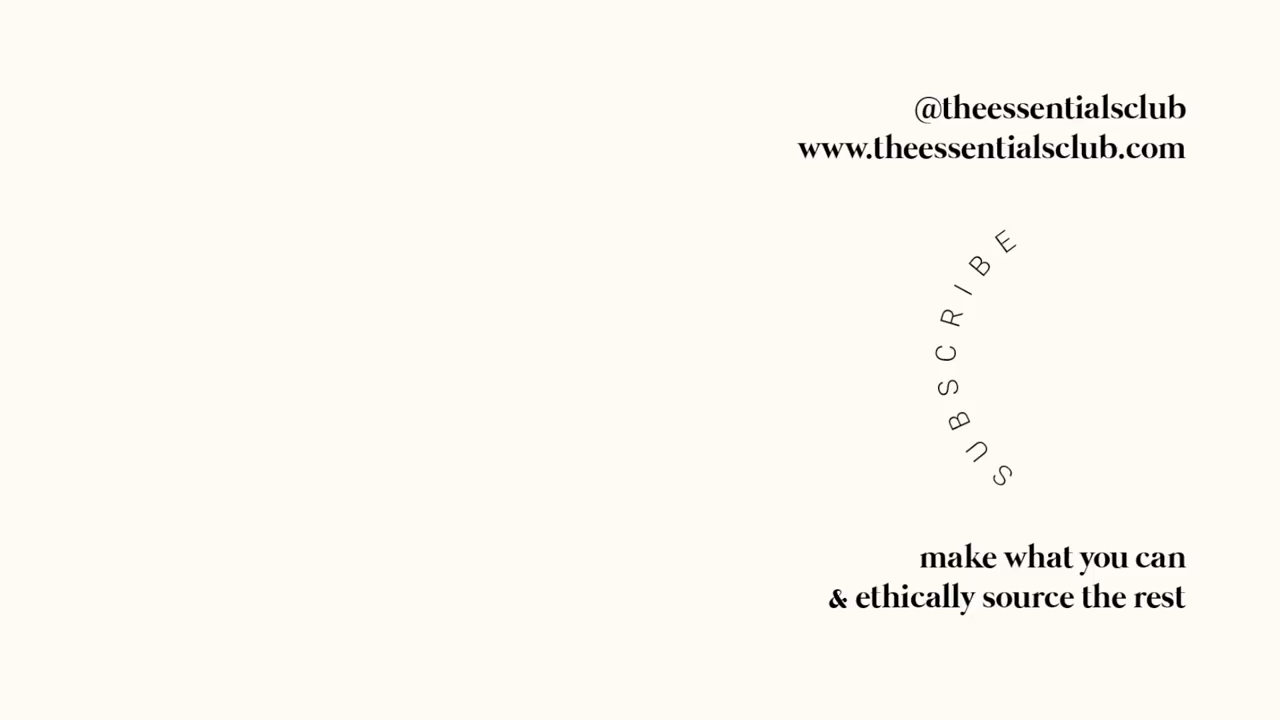 @theessentialsclub
www.theessentialsclub.com
SUBSCRIBE
make what you can
& ethically source the rest